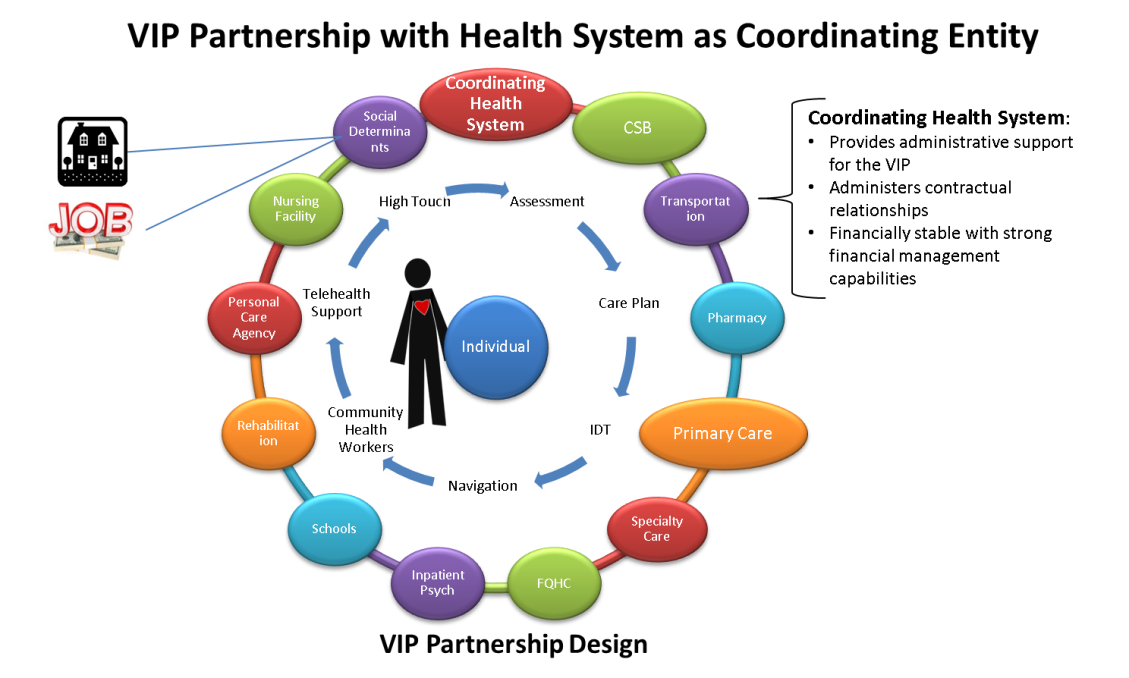 VIP Partnership with Health System as Coordinating Entity
Coordinating
Health
System
CSB
Transportat
ion
Pharmacy
Primary Care
Specialty
Care
FQHC
Inpatient
Psych
Schools
Rehabilitat
ion
Personal
Care
Agency
Nursing
Facility
Social
Determina
nts
JOB
High Touch
Assessment
Care Plan
IDT
Navigation
Community
Health
Workers
Telehealth
Support
Individual
Coordinating Health System:
• Provides administrative support
for the VIP
• Administers contractual
relationships
• Financially stable with strong
financial management
capabilities
VIP Partnership Design